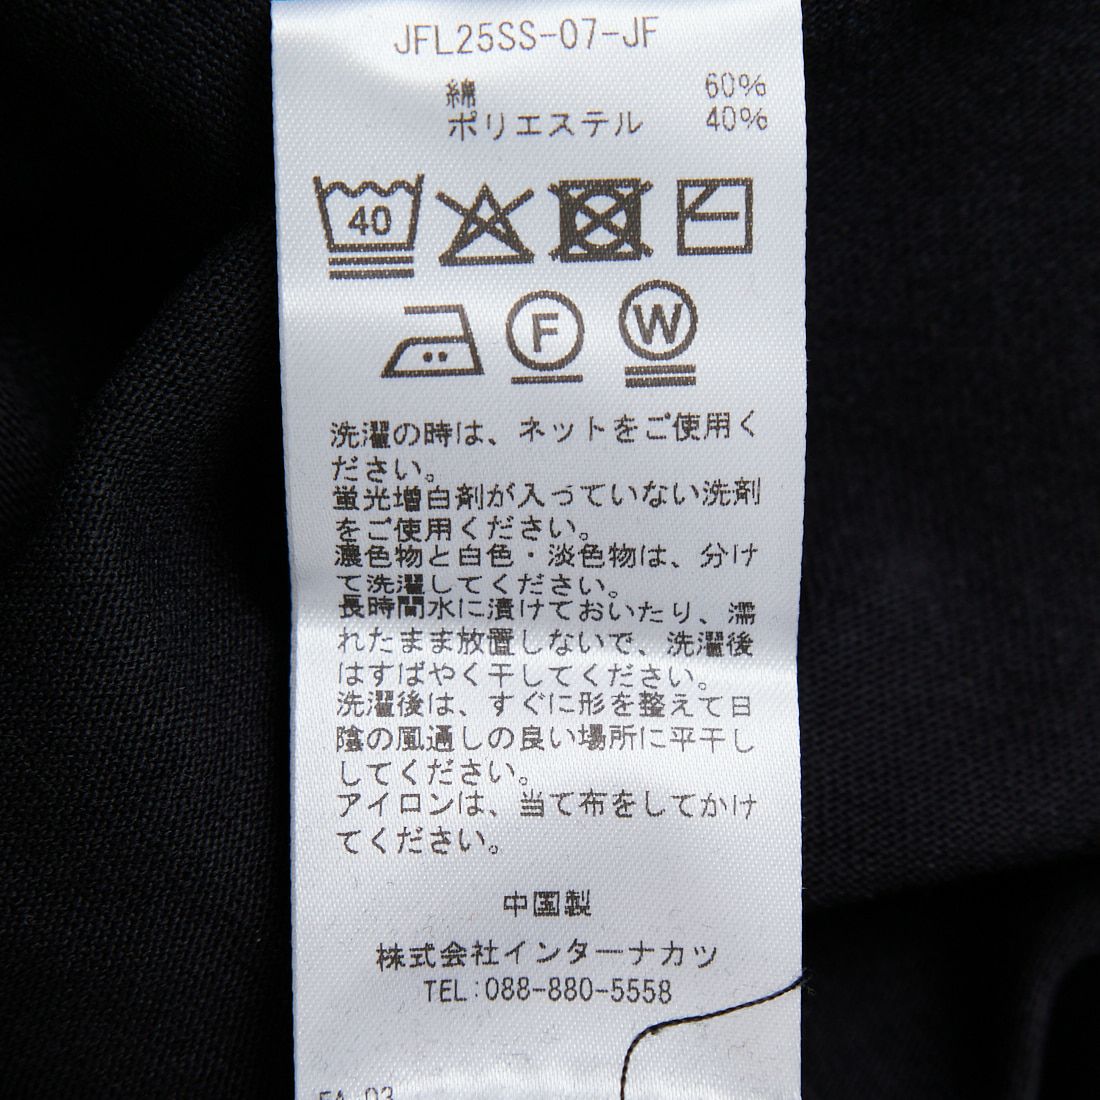 JFL25SS-07-JF
綿 60%
ポリエステル 40%
40
F
W
洗濯の時は、ネットをご使用く
ださい。
蛍光増白剤が入っていない洗剤
をご使用ください。
濃色物と白色・淡色物は、分け
て洗濯してください。
長時間水に漬けておいたり、濡
れたまま放置しないで、洗濯後
はすばやく干してください。
洗濯後は、すぐに形を整えて日
陰の風通しの良い場所に平干し
してください。
アイロンは、当て布をしてかけ
てください。
中国製
株式会社インターナカツ
TEL:088-880-5558
FA 03